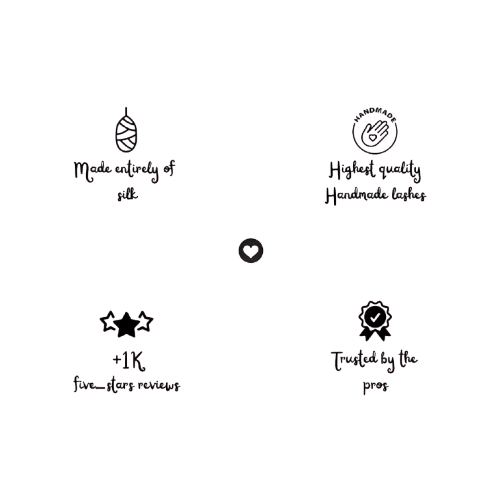 HANDMADE
Made entirely of
silk
Highest quality
Handmade lashes
+1K
five_stars reviews
Trusted by the
pros